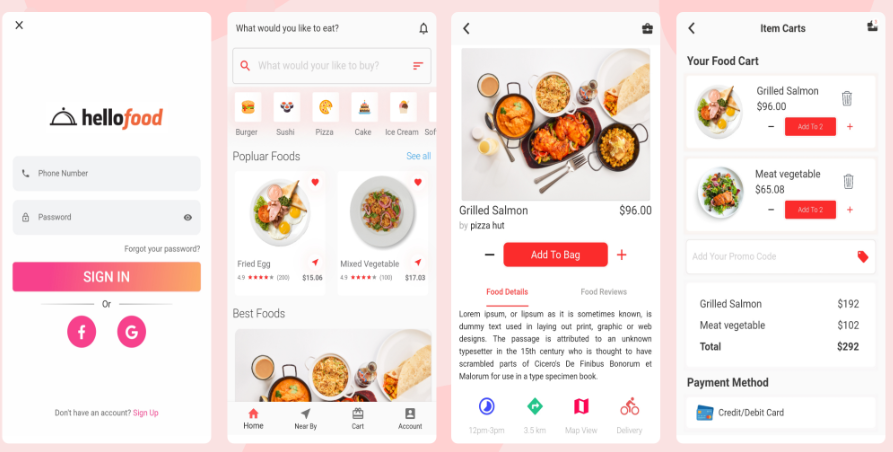 hellofood
Phone Number
Password
Forgot your password?
SIGN IN
Or
f
G
Don't have an account? Sign Up
What would you like to eat?
What would your like to buy?
Burger
Sushi
Pizza
Cake
Ice Cream
Sof
Popluar Foods
See all
Fried Egg
4.9 (200) $15.06
Mixed Vegetable
4.9 (100) $17.03
Best Foods
Home
Near By
Cart
Account
Grilled Salmon $96.00
by pizza hut
Add To Bag
Food Details
Food Reviews
Lorem ipsum, or lipsum as it is sometimes known, is
dummy text used in laying out print, graphic or web
designs. The passage is attributed to an unknown
typesetter in the 15th century who is thought to have
scrambled parts of Cicero's De Finibus Bonorum et
Malorum for use in a type specimen book.
12pm-3pm
3.5 km
Map View
Delivery
Item Carts
Your Food Cart
Grilled Salmon
$96.00
Add To 2
Meat vegetable
$65.08
Add To 2
Add Your Promo Code
Grilled Salmon $192
Meat vegetable $102
Total $292
Payment Method
Credit/Debit Card